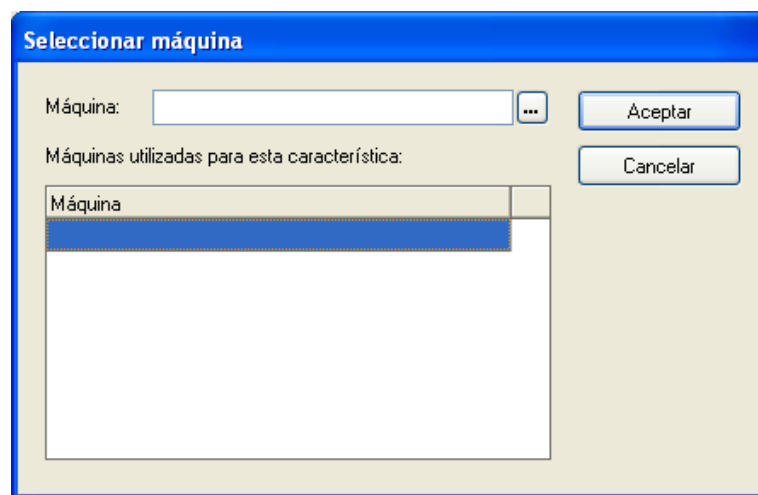 Seleccionar máquina
Máquina:
...
Aceptar
Máquinas utilizadas para esta característica:
Cancelar
Máquina